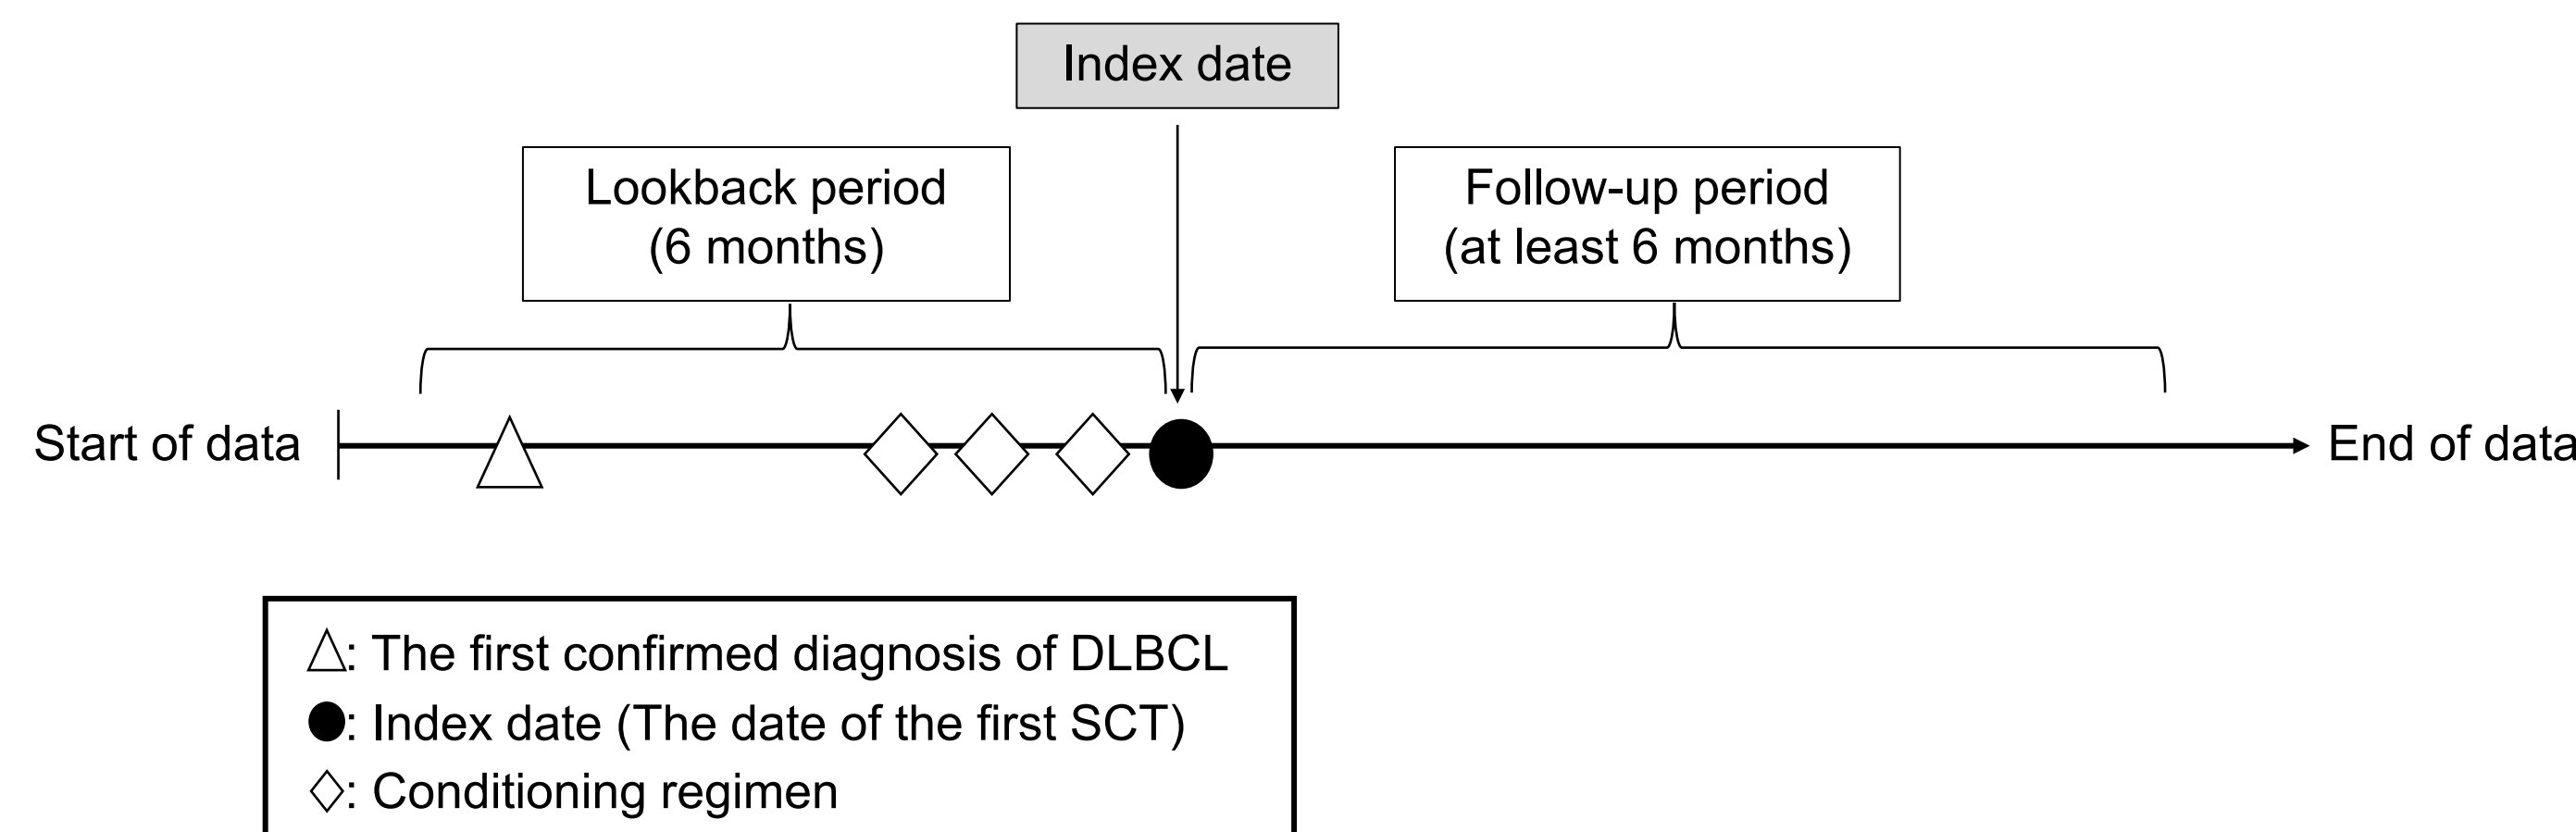 Index date
Lookback period
(6 months)
Follow-up period
(at least 6 months)
Start of data
End of data
: The first confirmed diagnosis of DLBCL
: Index date (The date of the first SCT)
: Conditioning regimen